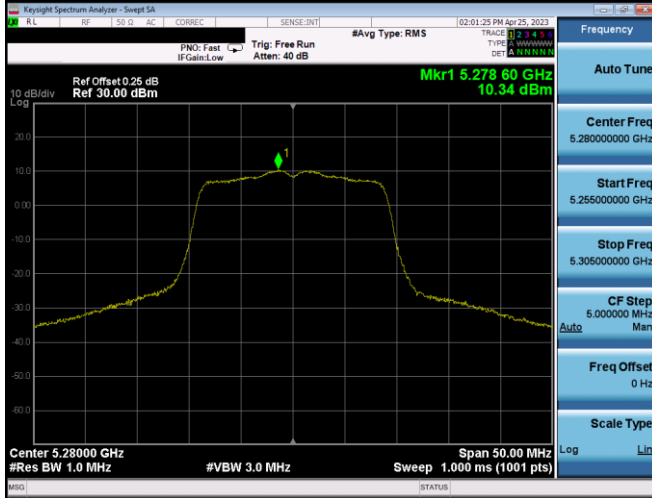 Keysight Spectrum Analyzer - Swept SA
RL RF 50 Ω AC CORREC SENSE:INT 02:01:25 PM Apr 25, 2023
#Avg Type: RMS
TRACE 1 2 3 4 5 6
TYPE A WWWWW
DET A N N N N N
PNO: Fast
IFGain:Low
Trig: Free Run
Atten: 40 dB
Mkr1 5.278 60 GHz
10.34 dBm
Ref Offset 0.25 dB
10 dB/div Ref 30.00 dBm
Log
20.0
10.0
0.00
-10.0
-20.0
-30.0
-40.0
-50.0
-60.0
1
Center 5.28000 GHz
Span 50.00 MHz
#Res BW 1.0 MHz
#VBW 3.0 MHz
Sweep 1.000 ms (1001 pts)
MSG
STATUS
Frequency
Auto Tune
Center Freq
5.280000000 GHz
Start Freq
5.255000000 GHz
Stop Freq
5.305000000 GHz
CF Step
5.000000 MHz
Auto Man
Freq Offset
0 Hz
Scale Type
Log Lin